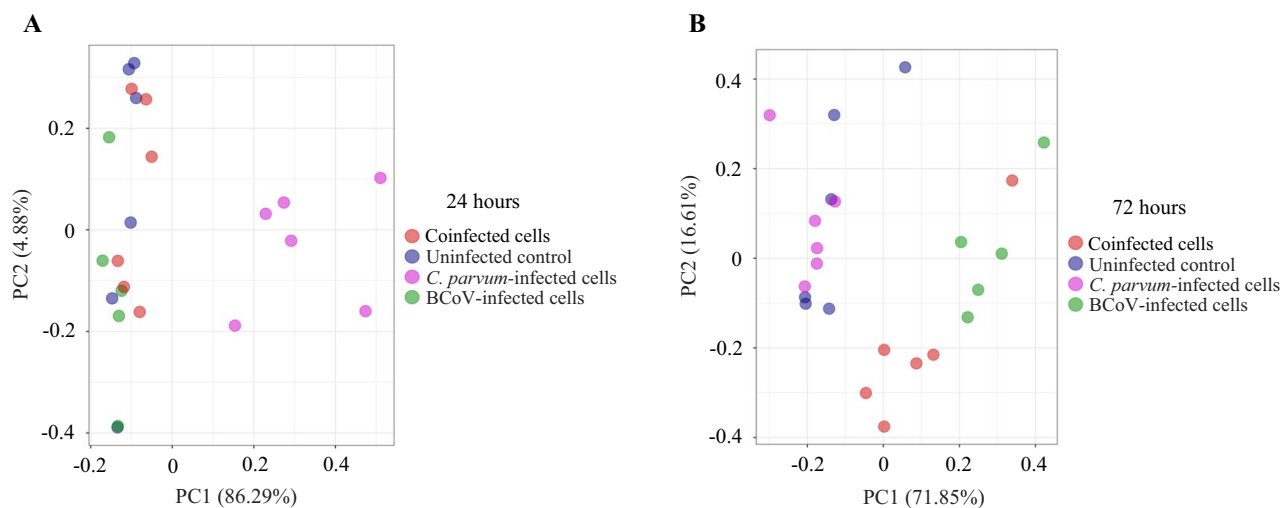 A
0.2
0
-0.2
-0.4
-0.2
0
0.2
0.4
PC2 (4.88%)
PC1 (86.29%)
24 hours
Coinfected cells
Uninfected control
C. parvum-infected cells
BCoV-infected cells
B
0.4
0.2
0
-0.2
-0.4
-0.2
0
0.2
0.4
PC2 (16.61%)
PC1 (71.85%)
72 hours
Coinfected cells
Uninfected control
C. parvum-infected cells
BCoV-infected cells